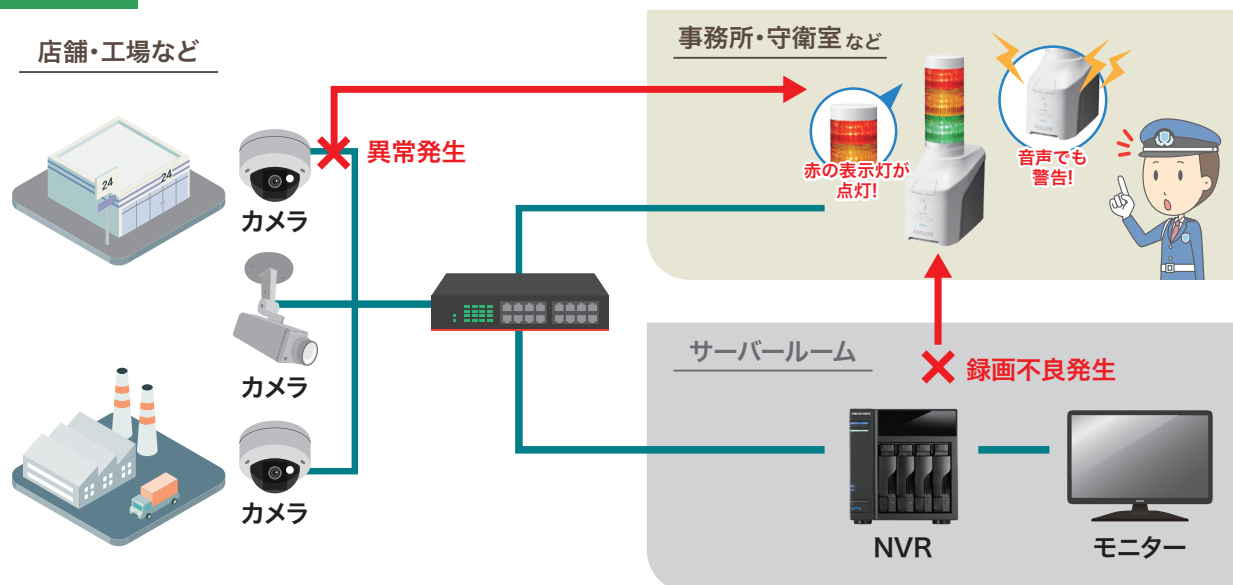 店舗・工場など
24
24
カメラ
異常発生
カメラ
カメラ
事務所・守衛室など
赤の表示灯が
点灯!
音声でも
警告!
サーバールーム
録画不良発生
NVR
モニター